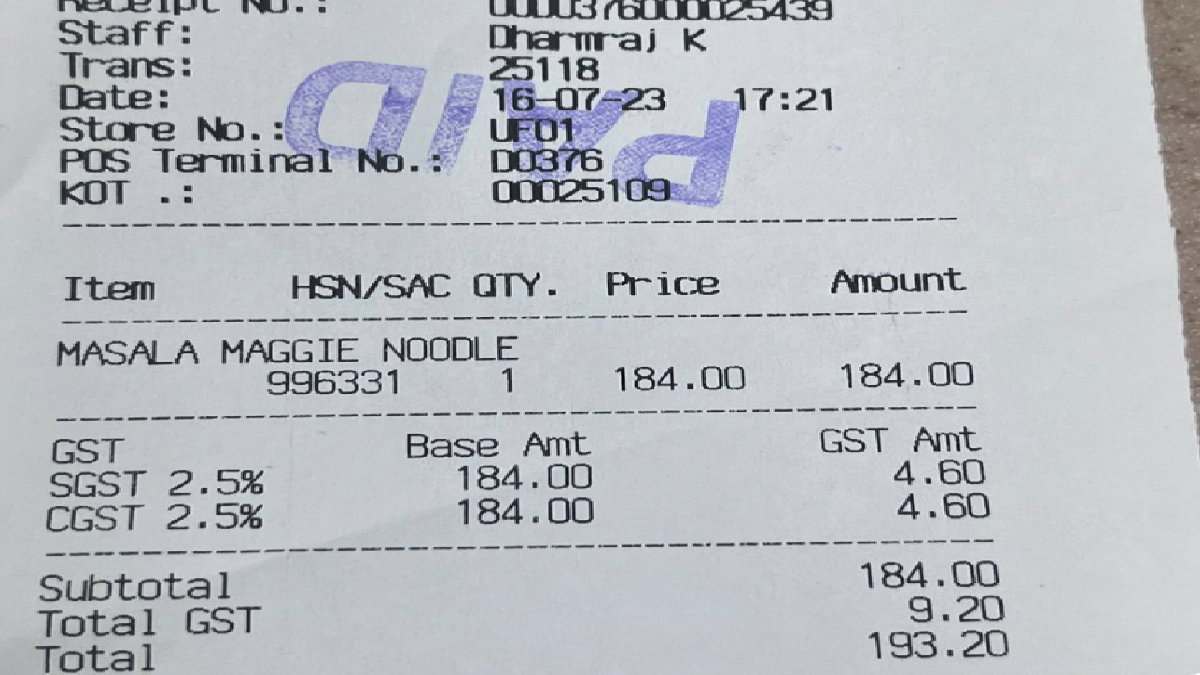 Receipt No.: 0000376000025439
Staff: Dharmraj K
Trans: 25118
Date: 16-07-23 17:21
Store No.: UF01
POS Terminal No.: D0376
KOT .: 00025109
PAID
Item HSN/SAC QTY. Price Amount
MASALA MAGGIE NOODLE
996331 1 184.00 184.00
GST Base Amt GST Amt
SGST 2.5% 184.00 4.60
CGST 2.5% 184.00 4.60
Subtotal 184.00
Total GST 9.20
Total 193.20